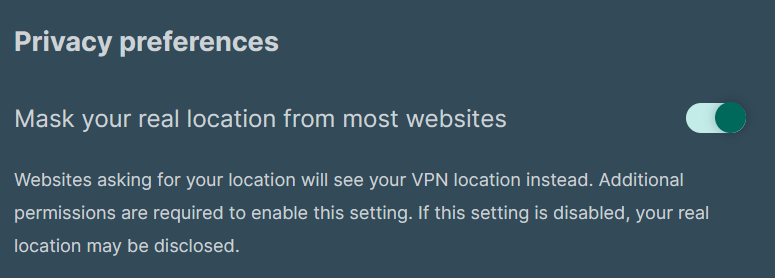 Privacy preferences
Mask your real location from most websites
Websites asking for your location will see your VPN location instead. Additional
permissions are required to enable this setting. If this setting is disabled, your real
location may be disclosed.